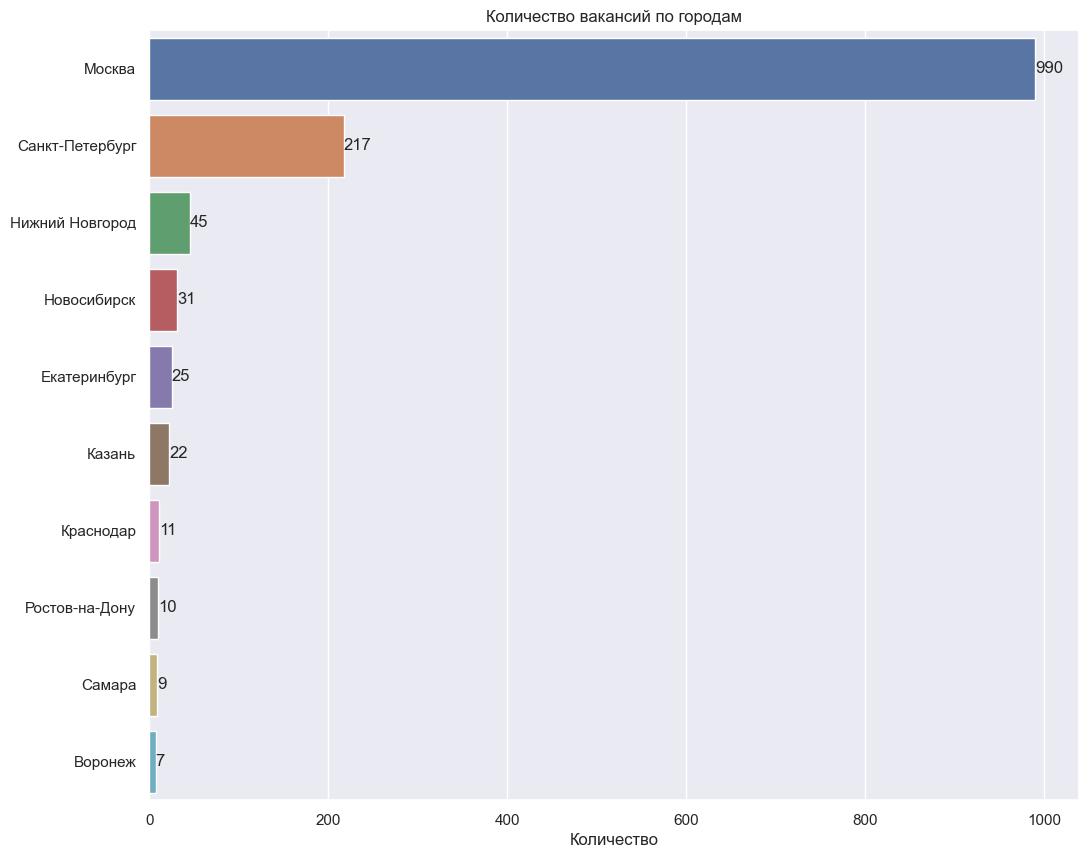 Количество вакансий по городам
Москва 990
Санкт-Петербург 217
Нижний Новгород 45
Новосибирск 31
Екатеринбург 25
Казань 22
Краснодар 11
Ростов-на-Дону 10
Самара 9
Воронеж 7
0 200 400 600 800 1000
Количество